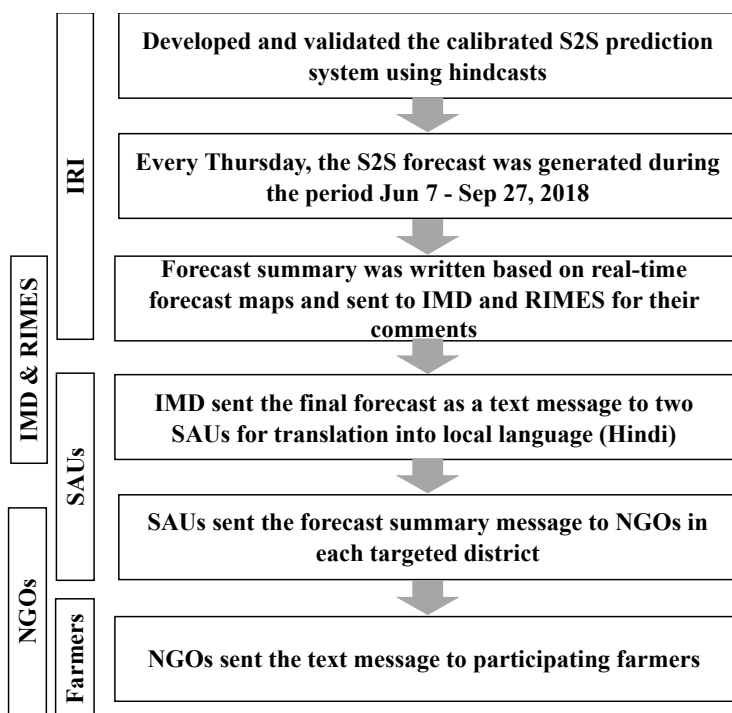 Developed and validated the calibrated S2S prediction
system using hindcasts
IRI
Every Thursday, the S2S forecast was generated during
the period Jun 7 - Sep 27, 2018
Forecast summary was written based on real-time
forecast maps and sent to IMD and RIMES for their
comments
IMD & RIMES
IMD sent the final forecast as a text message to two
SAUs for translation into local language (Hindi)
SAUs
SAUs sent the forecast summary message to NGOs in
each targeted district
NGOs
Farmers
NGOs sent the text message to participating farmers